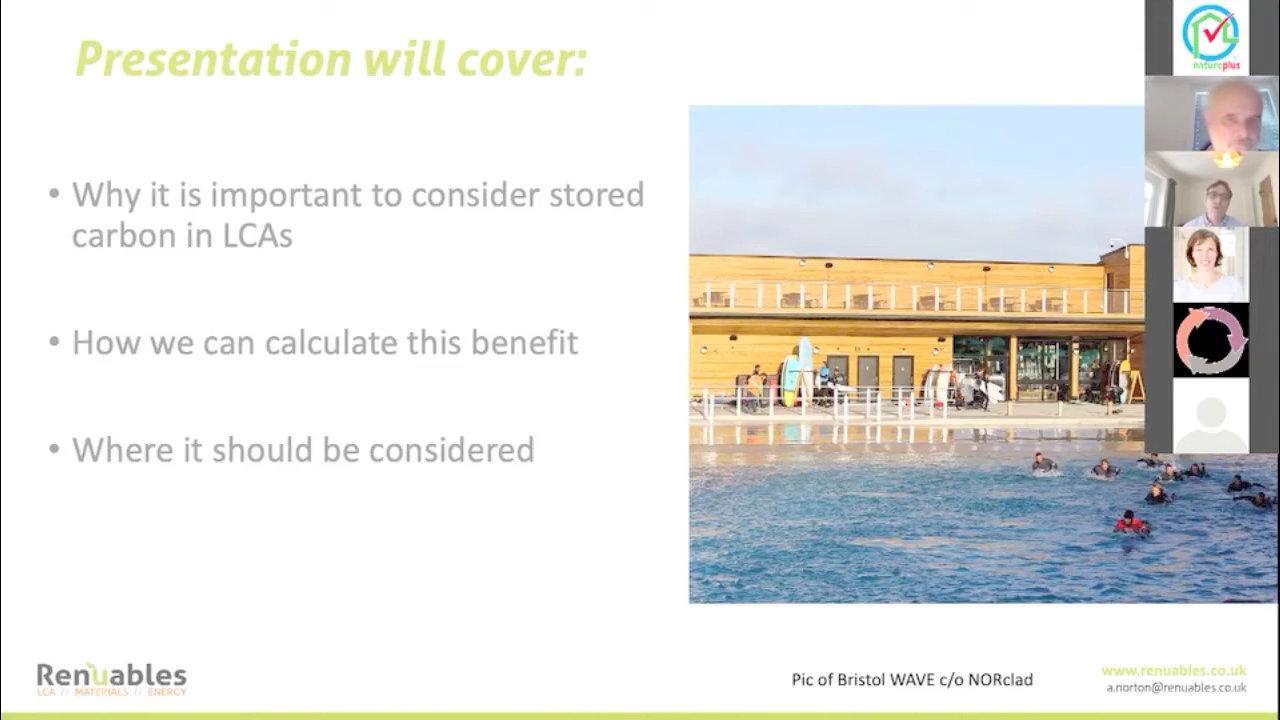 Presentation will cover:
natureplus
• Why it is important to consider stored
carbon in LCAs
• How we can calculate this benefit
• Where it should be considered
Renuables
LCA // MATERIALS // ENERGY
Pic of Bristol WAVE c/o NORclad
www.renuables.co.uk
a.norton@renuables.co.uk